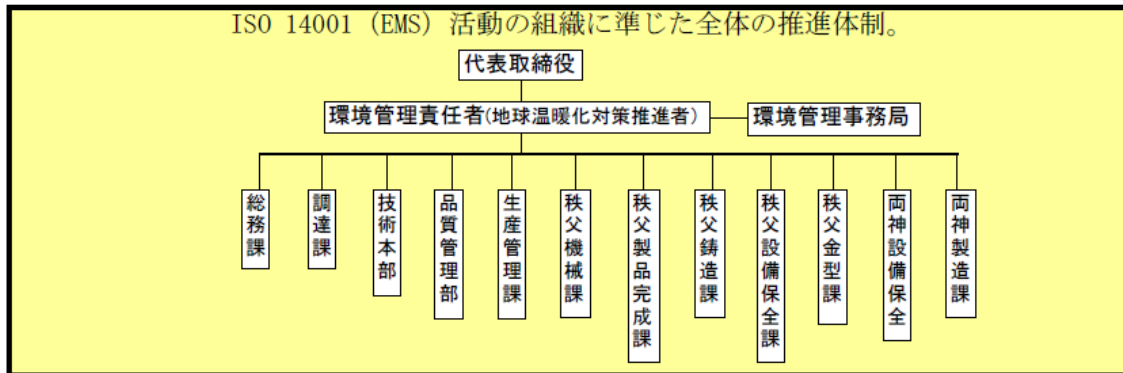 ISO 14001 (EMS) 活動の組織に準じた全体の推進体制。
代表取締役
環境管理責任者(地球温暖化対策推進者)
環境管理事務局
総務課
調達課
技術本部
品質管理部
生産管理課
秩父機械課
秩父製品完成課
秩父鋳造課
秩父設備保全課
秩父金型課
両神設備保全
両神製造課